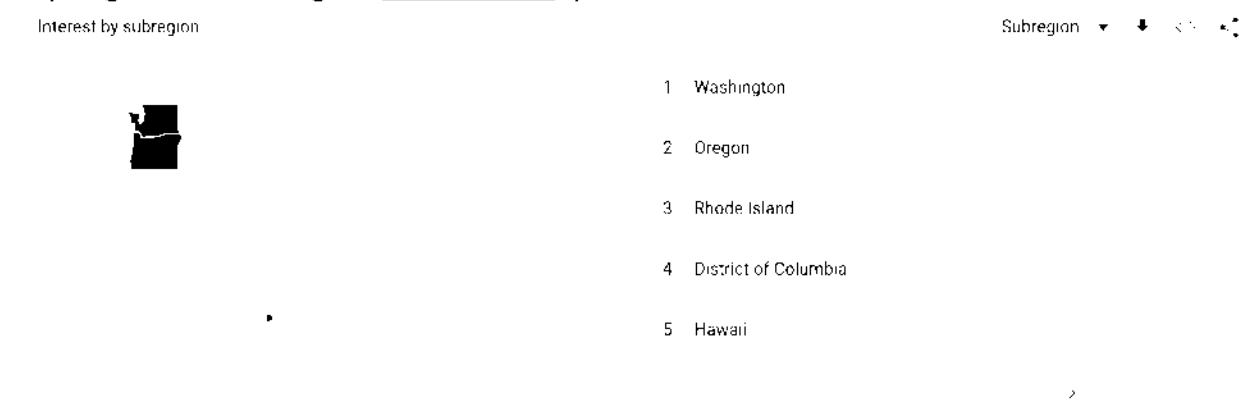 Interest by subregion
Subregion
1 Washington
2 Oregon
3 Rhode Island
4 District of Columbia
5 Hawaii